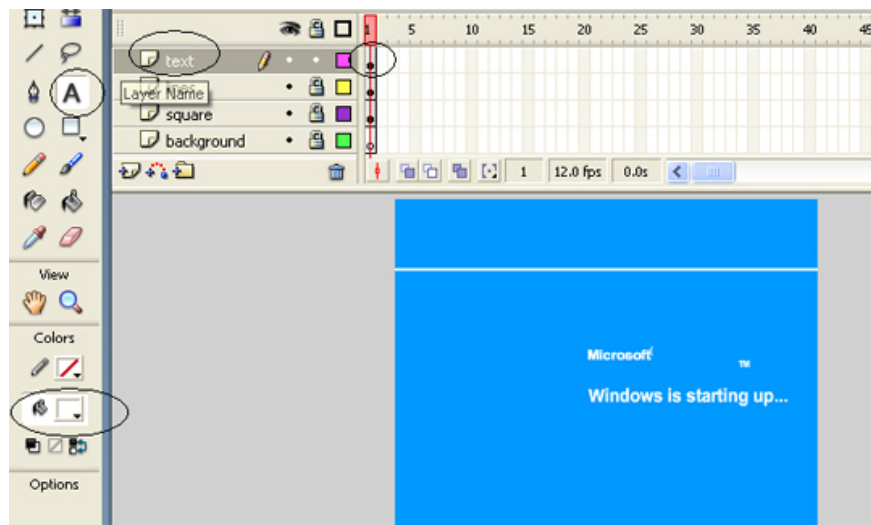 1 5 10 15 20 25 30 35 40 45
text
A
Layer Name
square
background
1 12.0 fps 0.0s
View
Colors
Options
Microsoft
TM
Windows is starting up...